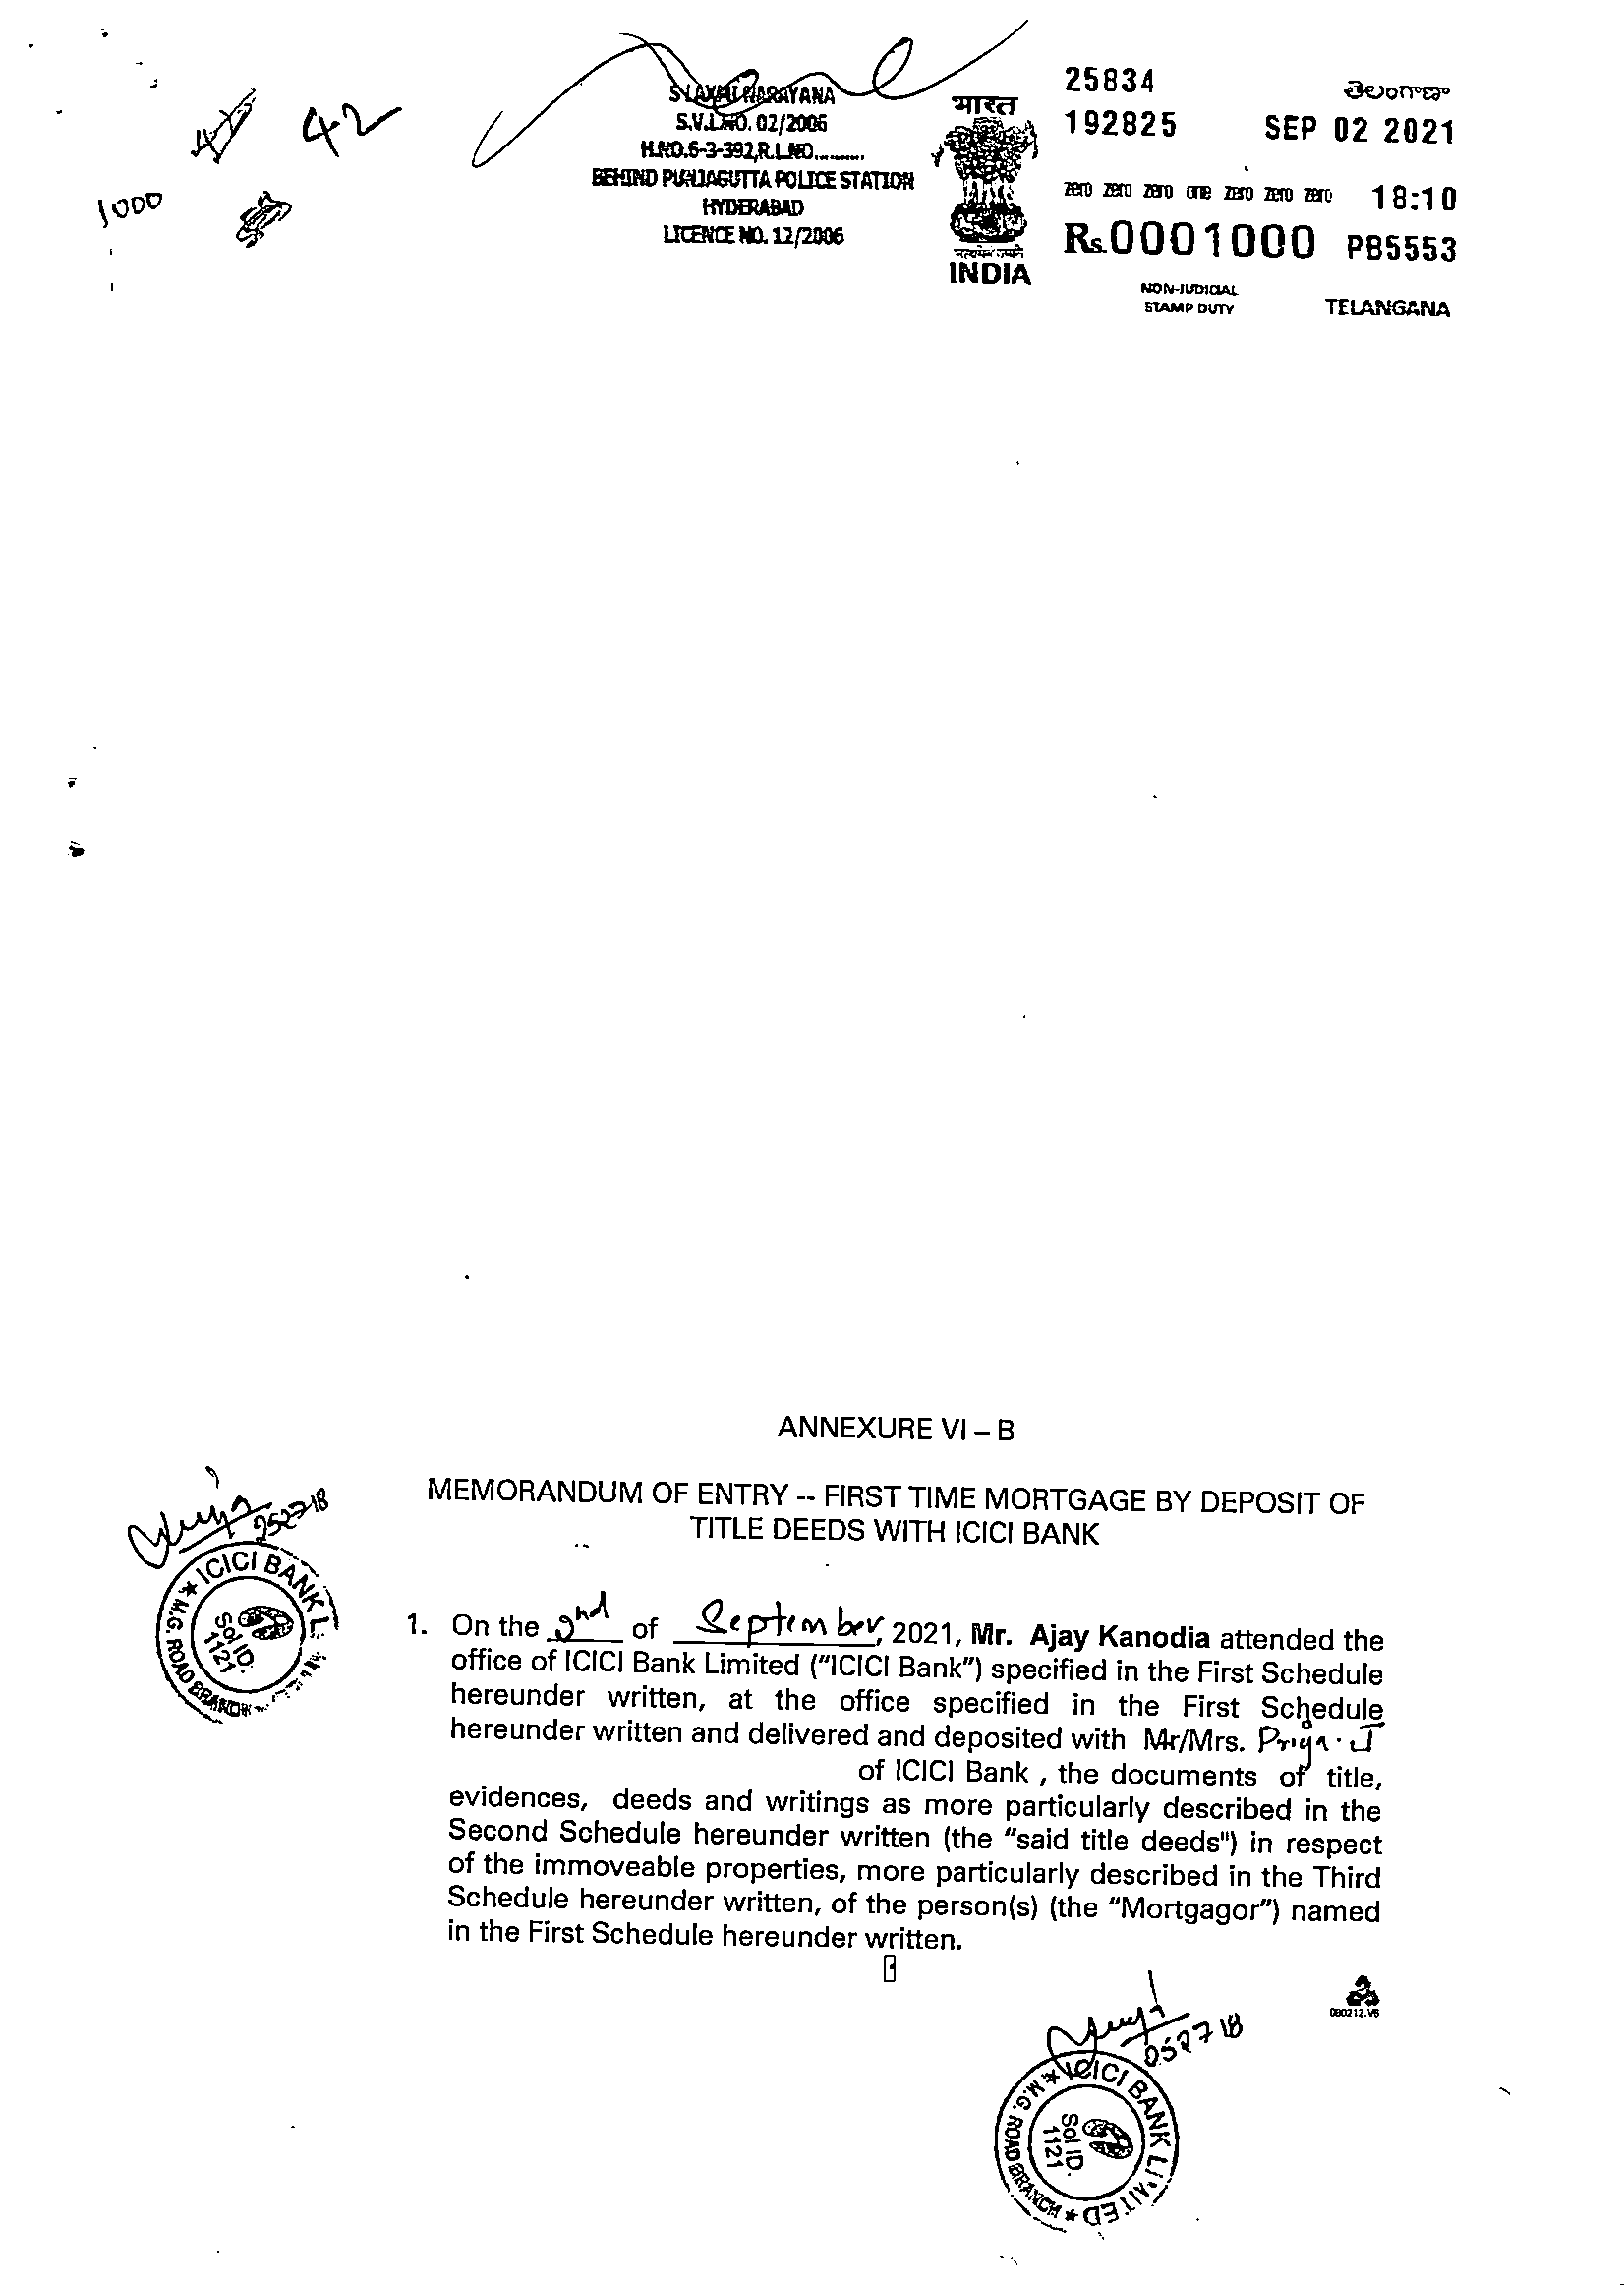 42
1000
S LAXMI NARAYANA
S.V.L.NO. 02/2006
H.NO.6-3-392,R.L.NO.........
BEHIND PUNJAGUTTA POLICE STATION
HYDERABAD
LICENCE NO. 12/2006
भारत
INDIA
25834 తెలంగాణా
192825 SEP 02 2021
zero zero zero one zero zero zero 18:10
Rs.0001000 PB5553
NON-JUDICIAL
STAMP DUTY TELANGANA
ANNEXURE VI – B
MEMORANDUM OF ENTRY -- FIRST TIME MORTGAGE BY DEPOSIT OF
TITLE DEEDS WITH ICICI BANK
252718
ICICI BANK L
M.G. ROAD BRANCH
Sol ID.
1121
1. On the 2nd of September, 2021, Mr. Ajay Kanodia attended the
office of ICICI Bank Limited (“ICICI Bank”) specified in the First Schedule
hereunder written, at the office specified in the First Schedule
hereunder written and delivered and deposited with Mr/Mrs. Priya. J
of ICICI Bank , the documents of title,
evidences, deeds and writings as more particularly described in the
Second Schedule hereunder written (the “said title deeds") in respect
of the immoveable properties, more particularly described in the Third
Schedule hereunder written, of the person(s) (the “Mortgagor”) named
in the First Schedule hereunder written.
080212.V6
252718
ICICI BANK LIMITED
M.G. ROAD BRANCH
Sol ID.
1121